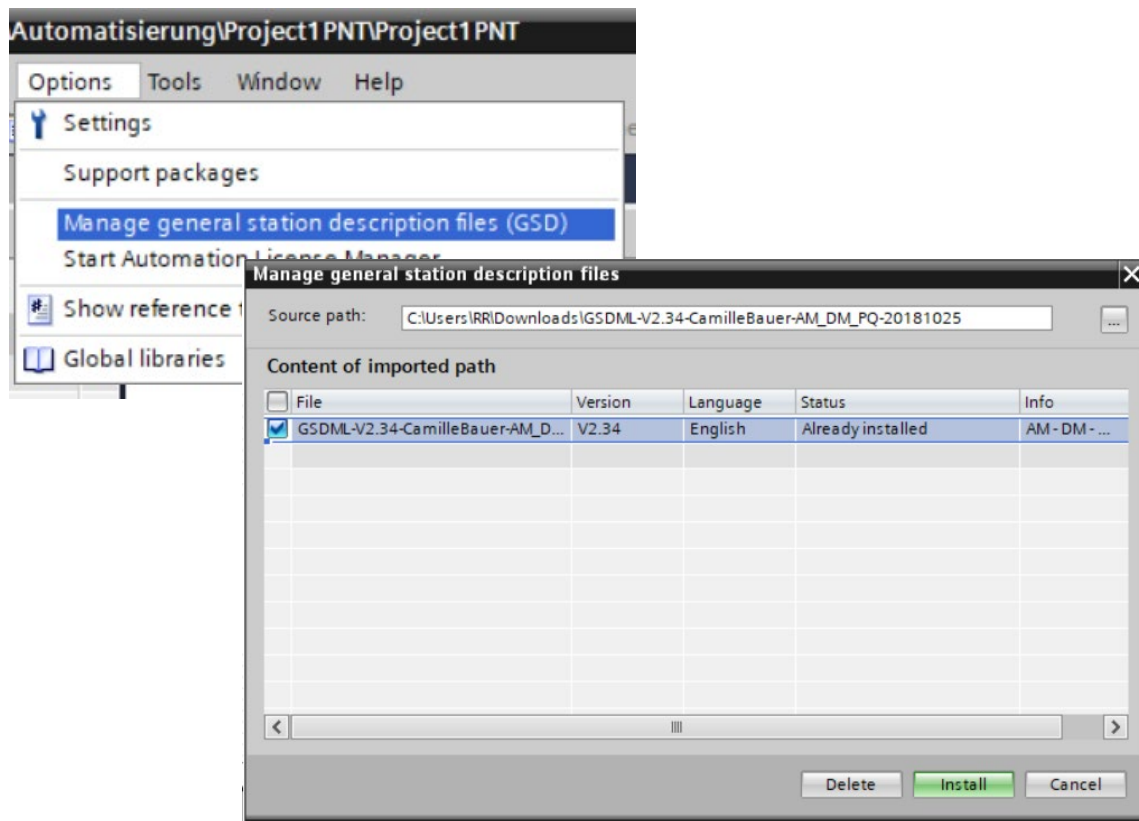 Automatisierung\Project1PNT\Project1PNT
Options Tools Window Help
Settings
Support packages
Manage general station description files (GSD)
Start Automation License Manager
Show reference t
Global libraries
Manage general station description files
Source path: C:\Users\RR\Downloads\GSDML-V2.34-CamilleBauer-AM_DM_PQ-20181025 ...
Content of imported path
File Version Language Status Info
GSDML-V2.34-CamilleBauer-AM_D... V2.34 English Already installed AM - DM - ...
Delete Install Cancel